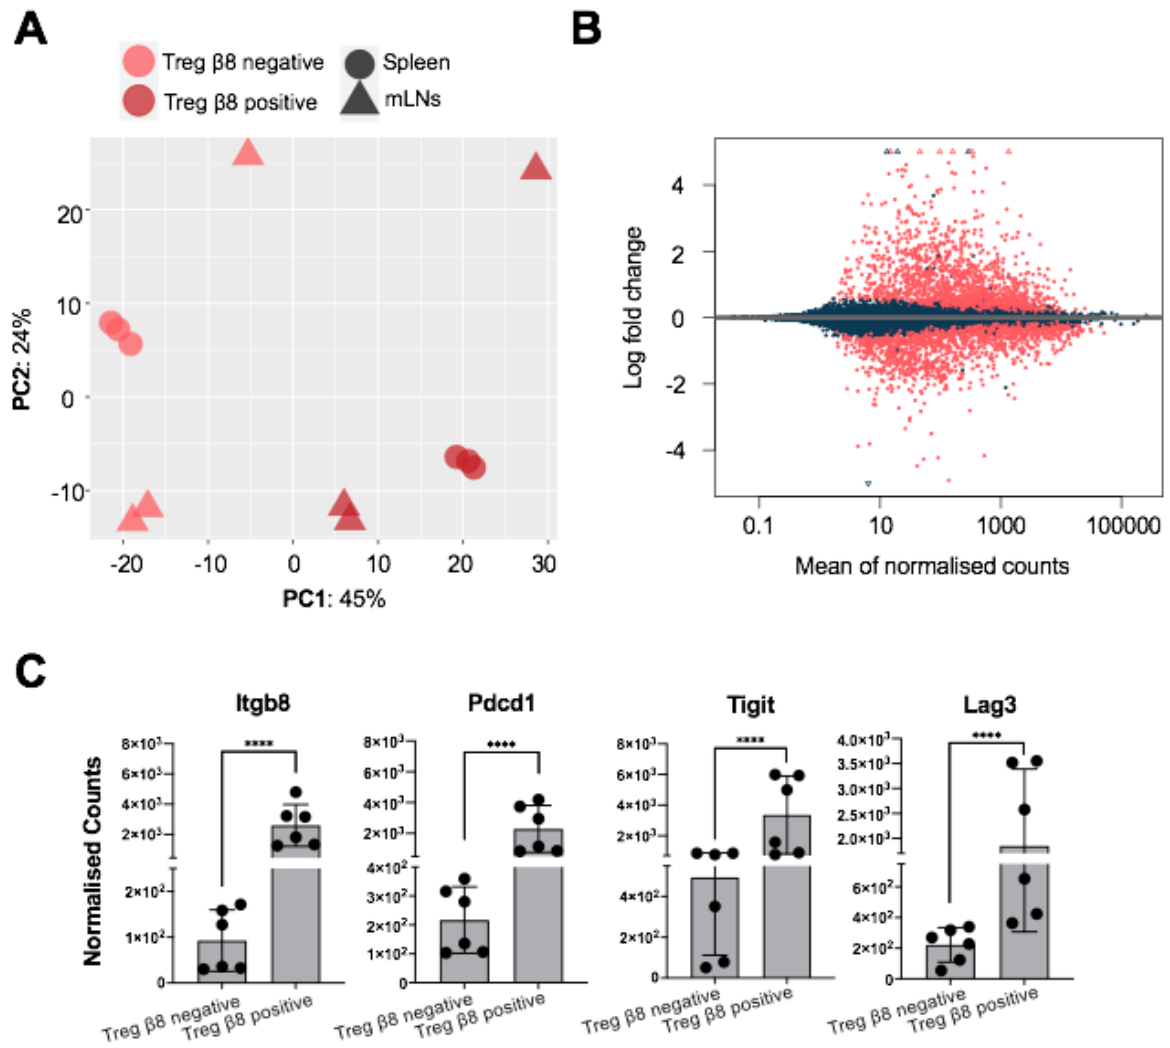 A
B
Treg β8 negative
Spleen
Treg β8 positive
mLNs
20
10
0
-10
PC2: 24%
-20
-10
0
10
20
30
PC1: 45%
4
2
0
-2
-4
Log fold change
0.1
10
1000
100000
Mean of normalised counts
C
Normalised Counts
Itgb8
****
8×10³
6×10³
4×10³
2×10³
2×10²
1×10²
0
Treg β8 negative
Treg β8 positive
Pdcd1
****
8×10³
6×10³
4×10³
2×10³
4×10²
3×10²
2×10²
1×10²
0
Treg β8 negative
Treg β8 positive
Tigit
****
8×10³
6×10³
4×10³
2×10³
4×10²
2×10²
0
Treg β8 negative
Treg β8 positive
Lag3
****
4.0×10³
3.5×10³
3.0×10³
2.5×10³
2.0×10³
6×10²
4×10²
2×10²
0
Treg β8 negative
Treg β8 positive